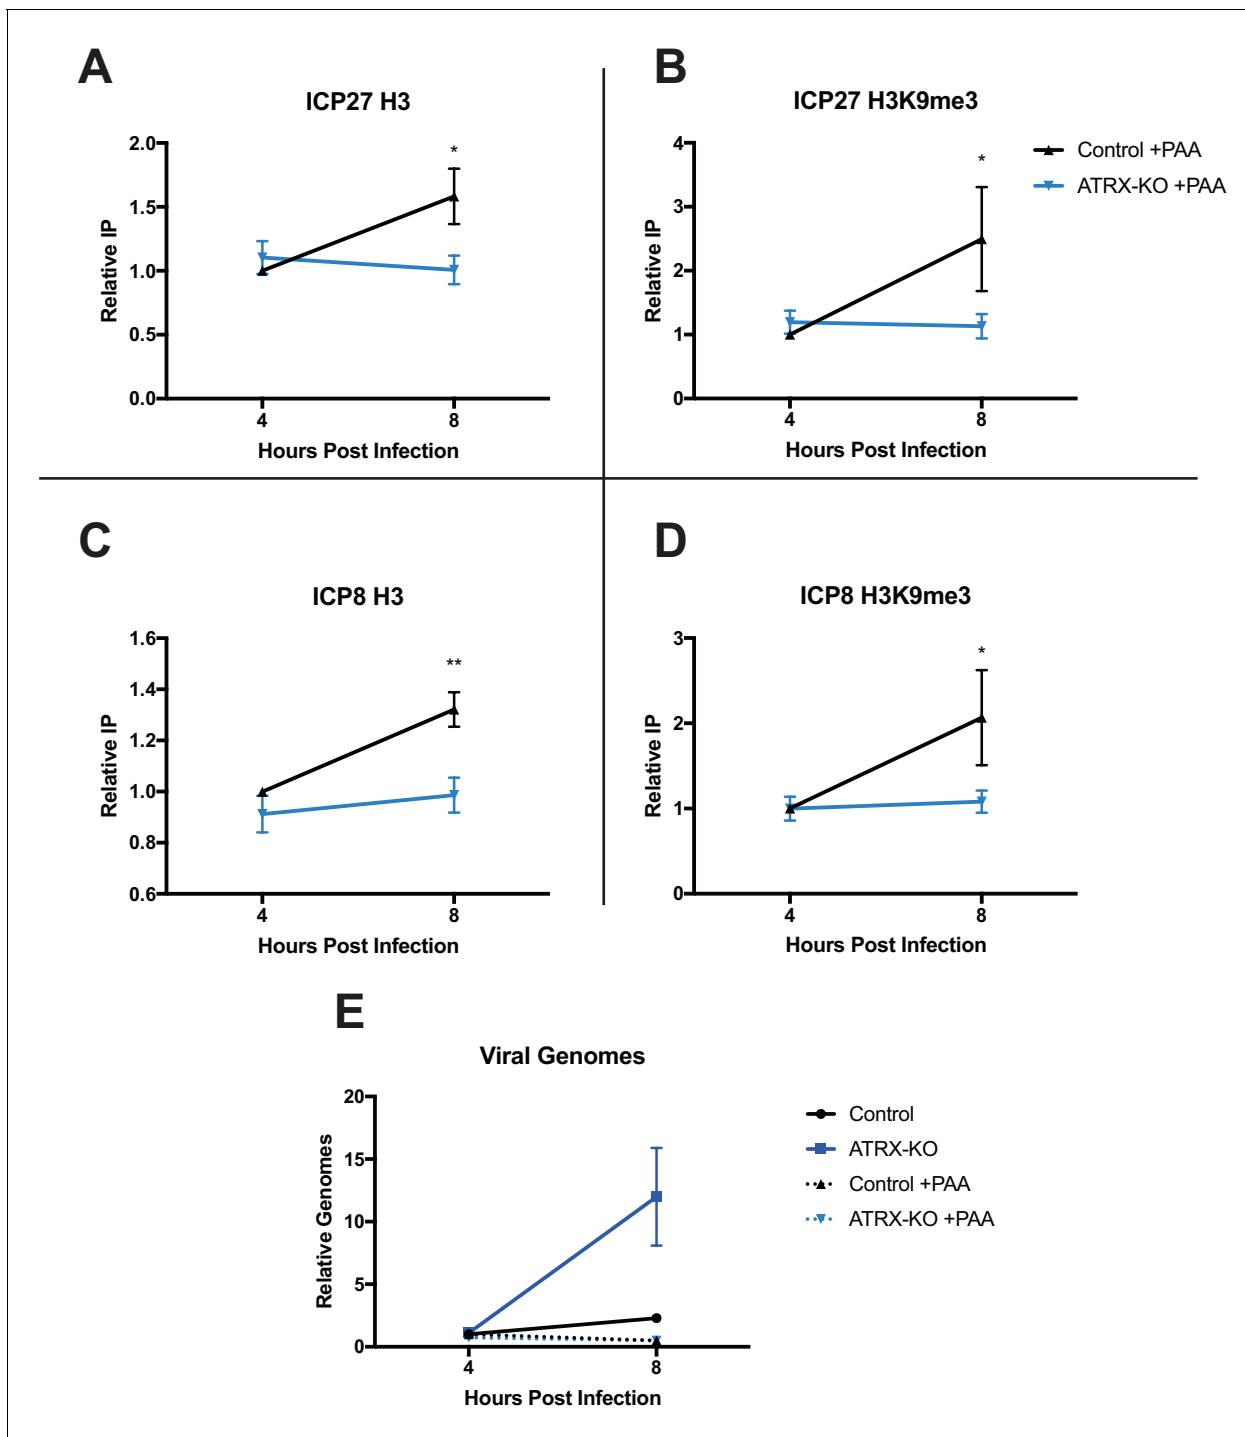 A
ICP27 H3
2.0
1.5
1.0
0.5
0.0
Relative IP
*
4
8
Hours Post Infection
B
ICP27 H3K9me3
4
3
2
1
0
Relative IP
*
4
8
Hours Post Infection
Control +PAA
ATRX-KO +PAA
C
ICP8 H3
1.6
1.4
1.2
1.0
0.8
0.6
Relative IP
**
4
8
Hours Post Infection
D
ICP8 H3K9me3
3
2
1
0
Relative IP
*
4
8
Hours Post Infection
E
Viral Genomes
20
15
10
5
0
Relative Genomes
4
8
Hours Post Infection
Control
ATRX-KO
Control +PAA
ATRX-KO +PAA